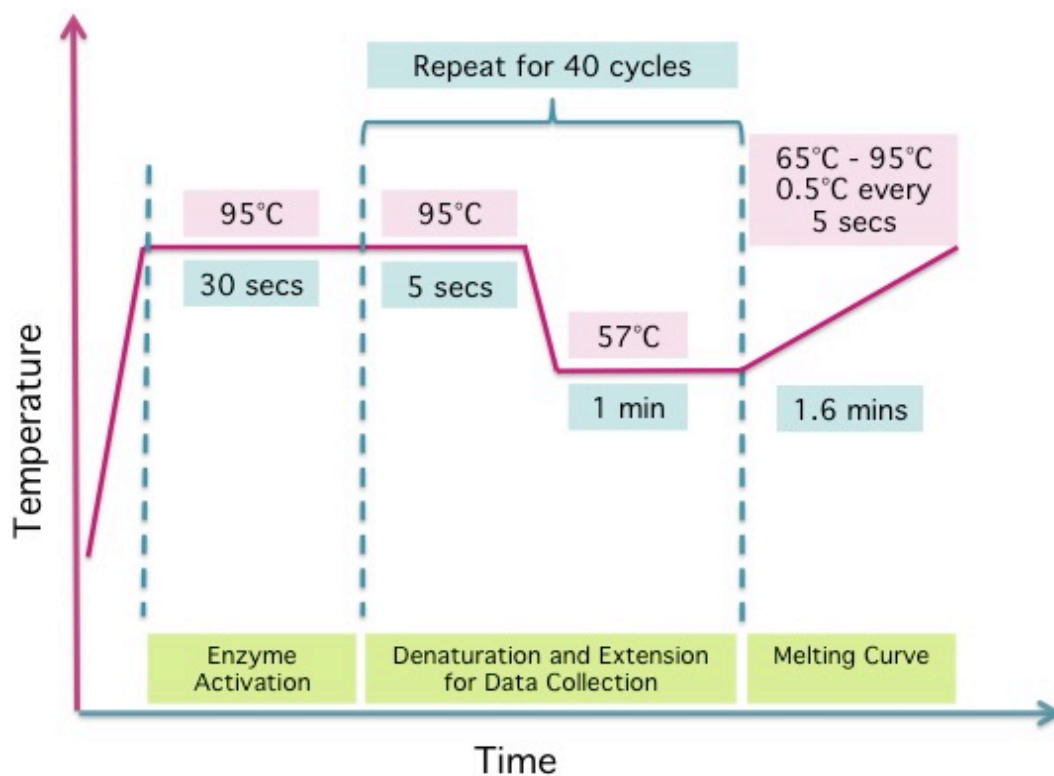 Repeat for 40 cycles
65°C - 95°C
0.5°C every
5 secs
95°C
95°C
30 secs
5 secs
57°C
1 min
1.6 mins
Temperature
Enzyme
Activation
Denaturation and Extension
for Data Collection
Melting Curve
Time